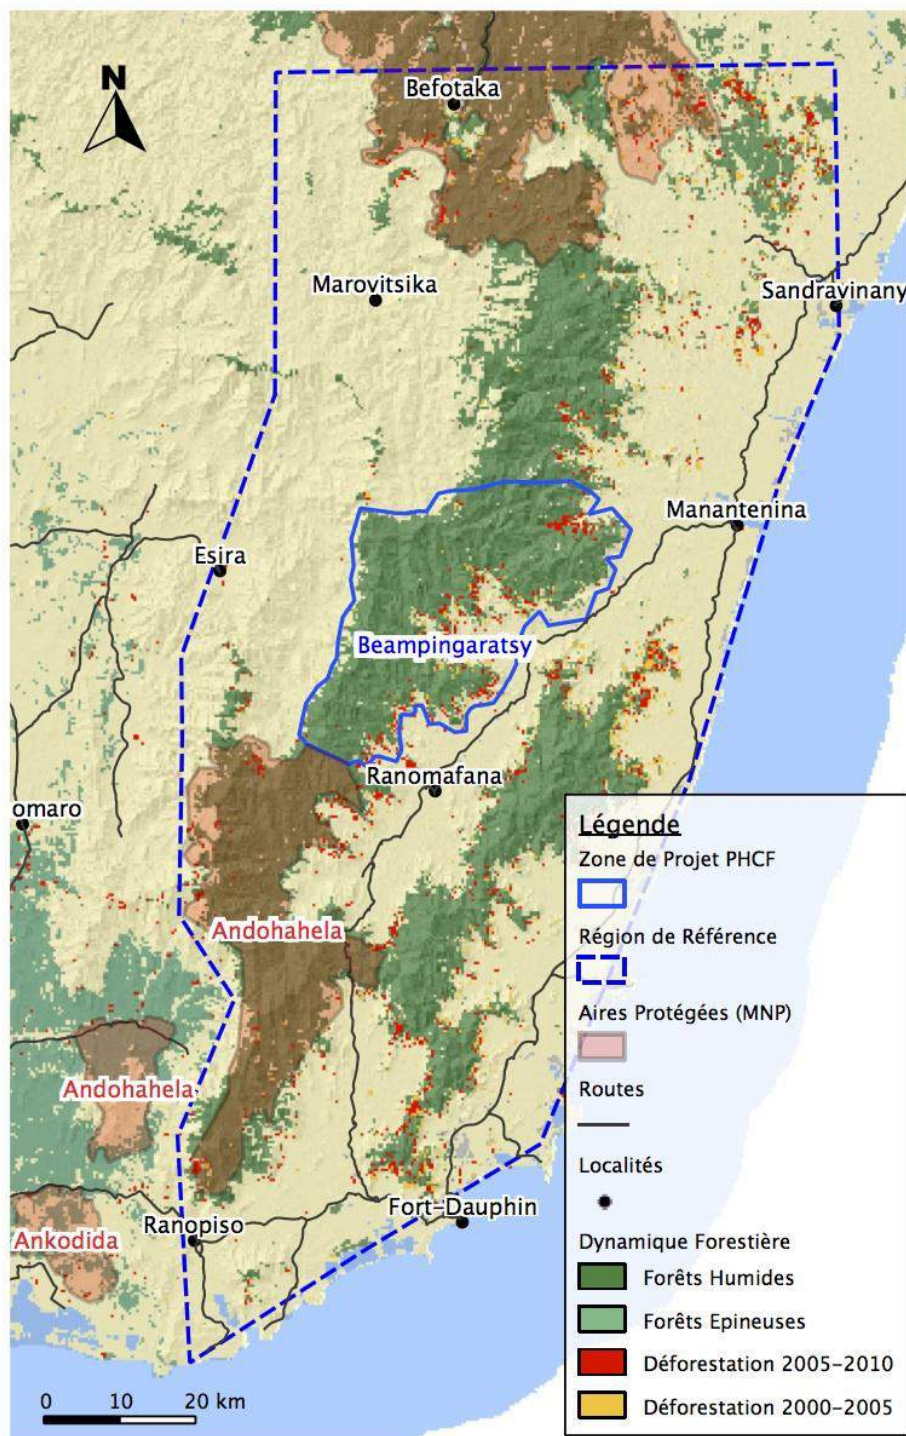 N
Befotaka
Marovitsika
Sandravinany
Manantenina
Esira
Beampingaratsy
Ranomafana
omaro
Andohahela
Andohahela
Ankodida
Ranopiso
Fort-Dauphin
0 10 20 km
Légende
Zone de Projet PHCF
Région de Référence
Aires Protégées (MNP)
Routes
Localités
Dynamique Forestière
Forêts Humides
Forêts Epineuses
Déforestation 2005-2010
Déforestation 2000-2005